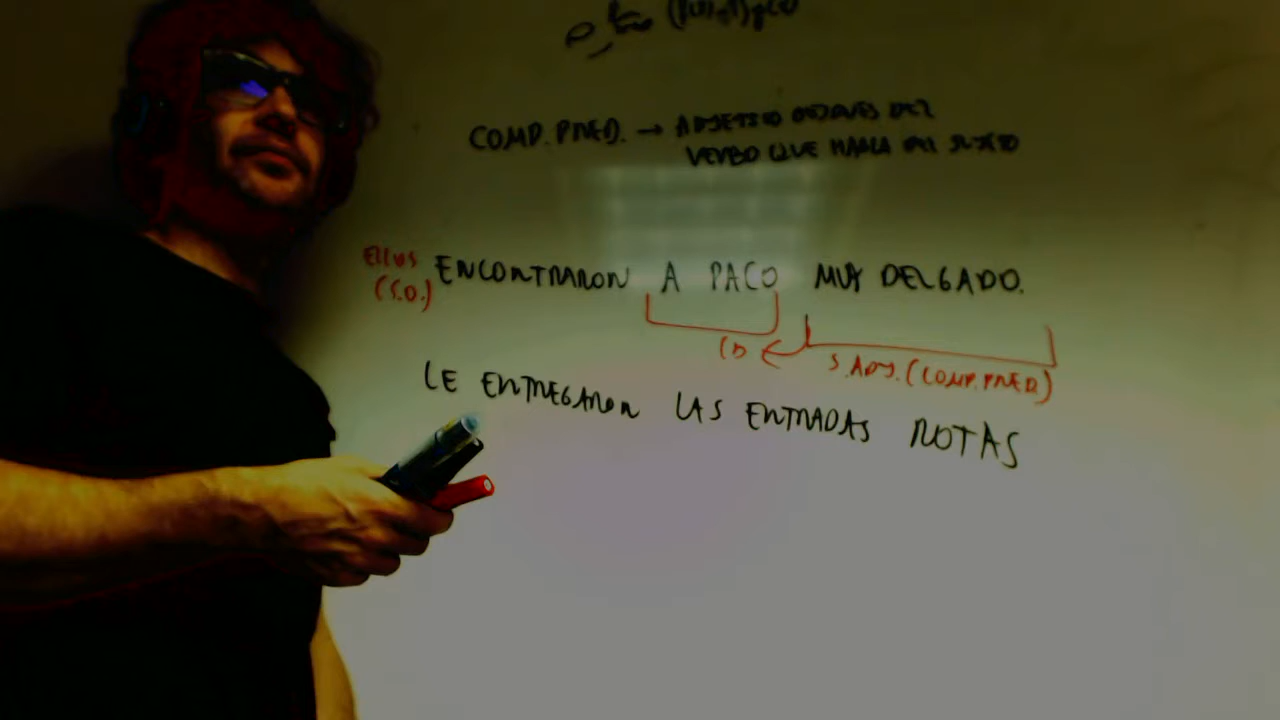 COMP. PRED. → ADJETIVO DESPUÉS DEL
VERBO QUE HABLA DEL SUJETO
ELLOS ENCONTRARON A PACO MUY DELGADO.
(S.O.)
CD S.ADJ. (COMP. PRED.)
LE ENTREGARON LAS ENTRADAS ROTAS